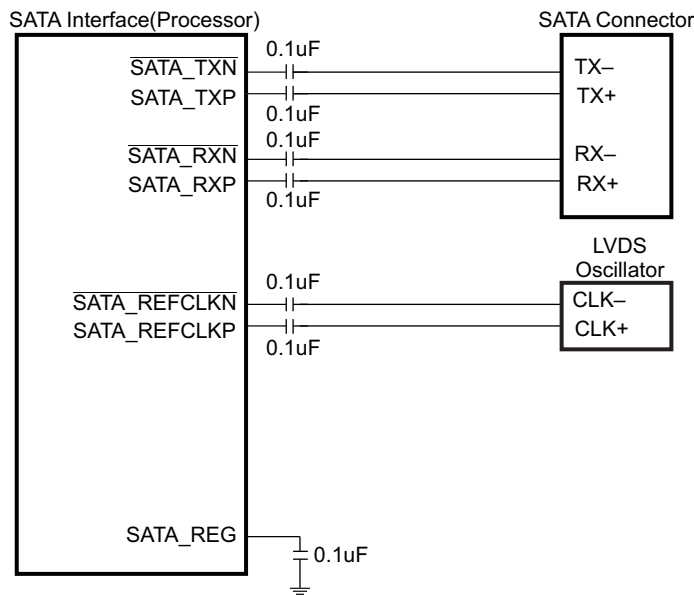 SATA Interface(Processor)
SATA Connector
0.1uF
SATA_TXN
TX–
SATA_TXP
TX+
0.1uF
0.1uF
SATA_RXN
RX–
SATA_RXP
RX+
0.1uF
LVDS
Oscillator
0.1uF
SATA_REFCLKN
CLK–
SATA_REFCLKP
CLK+
0.1uF
SATA_REG
0.1uF